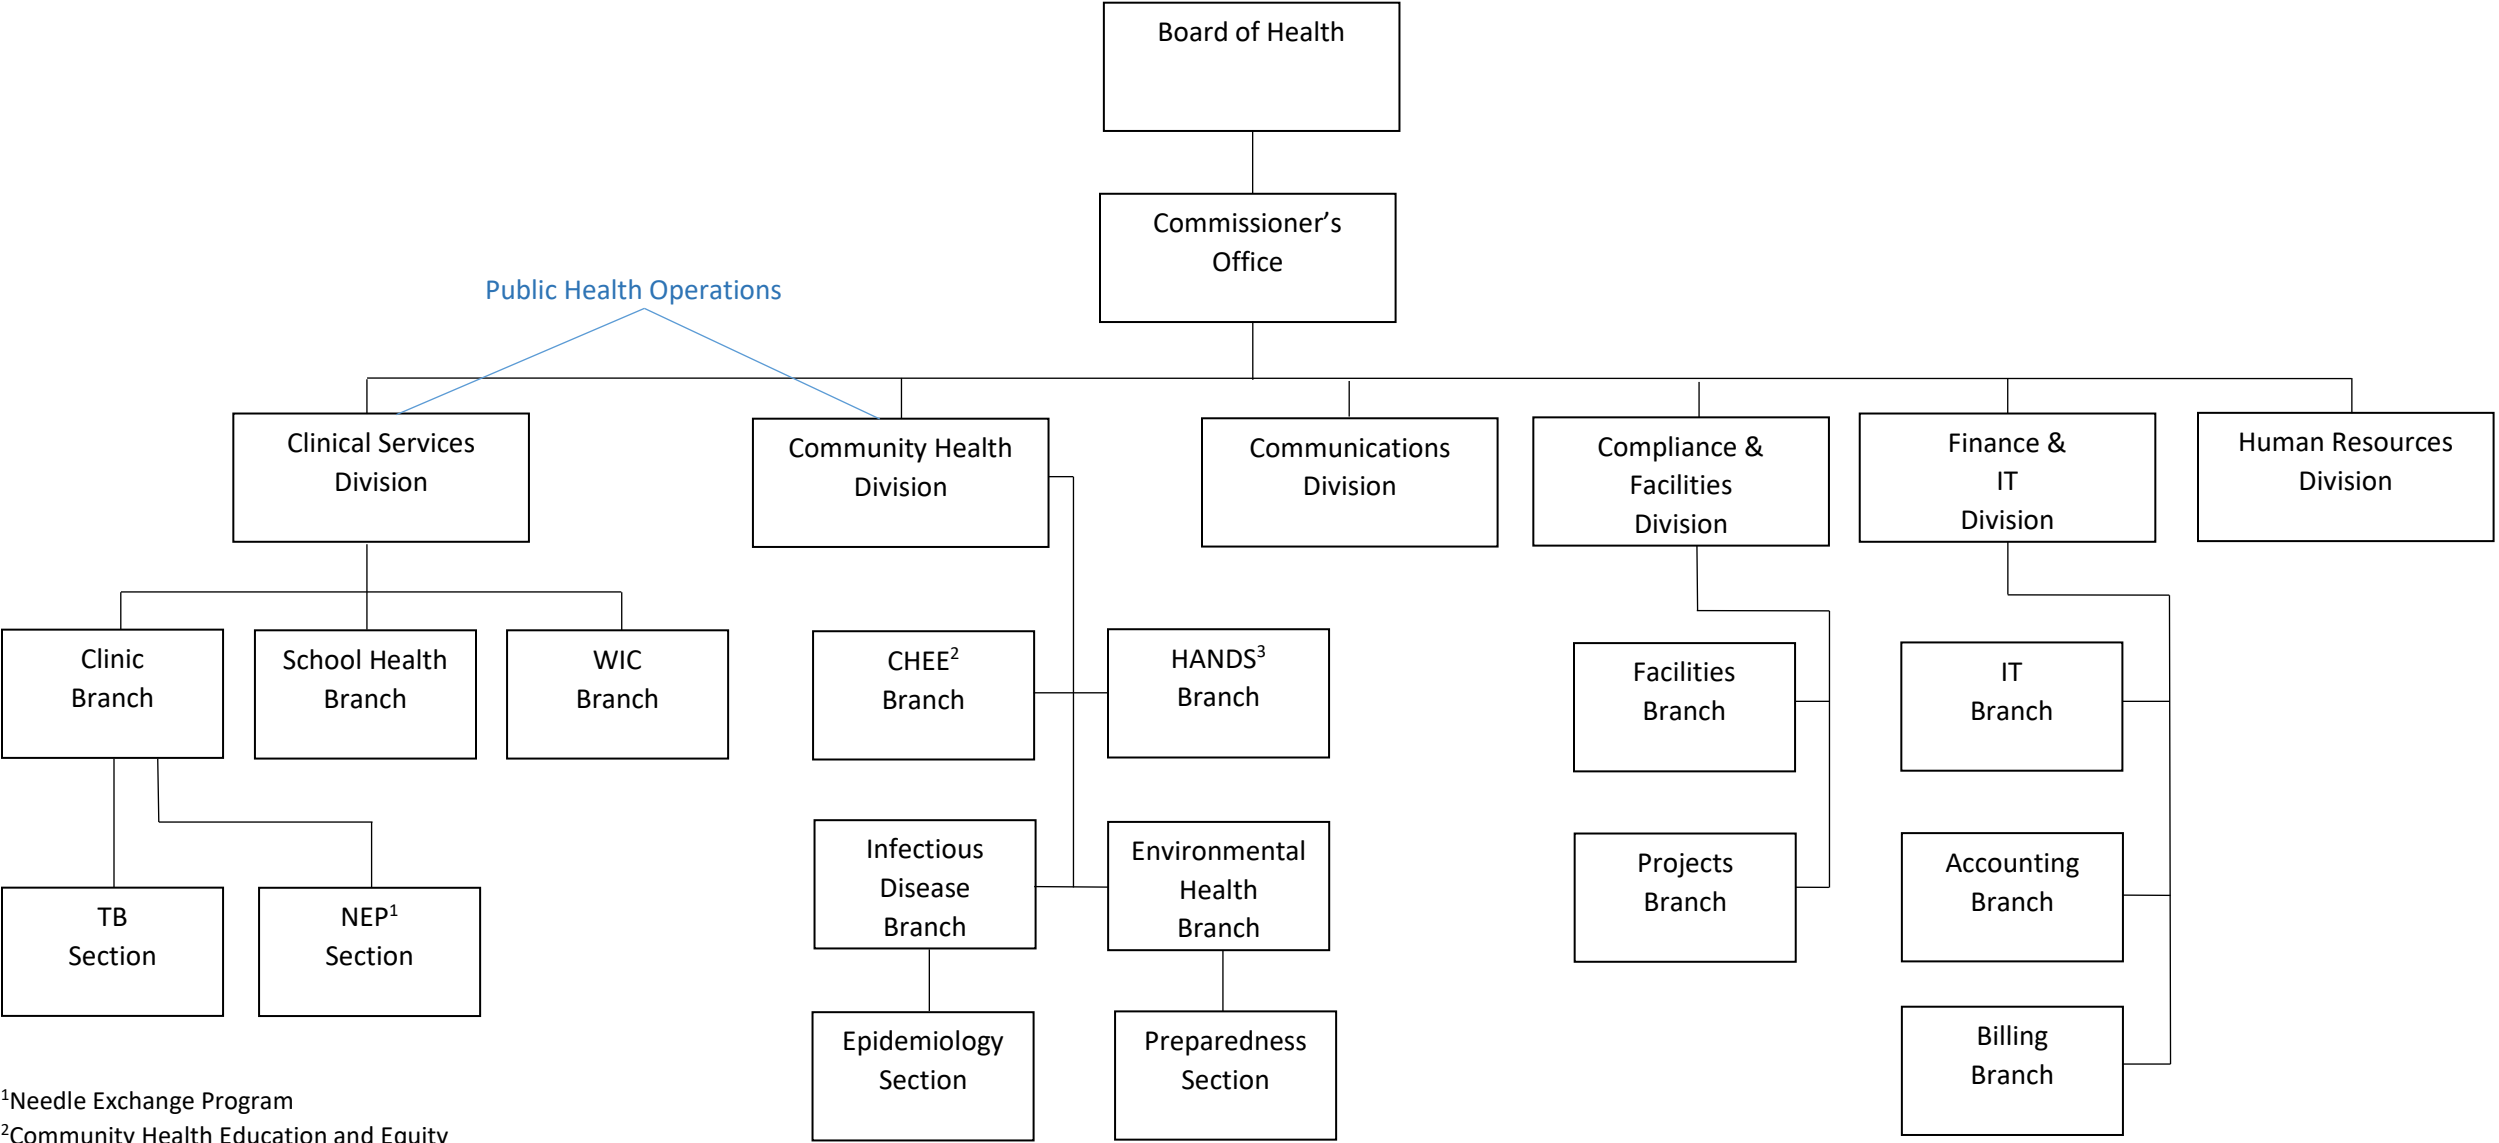 Board of Health
Commissioner’s
Office
Public Health Operations
Clinical Services
Division
Community Health
Division
Communications
Division
Compliance &
Facilities
Division
Finance &
IT
Division
Human Resources
Division
Clinic
Branch
School Health
Branch
WIC
Branch
CHEE²
Branch
HANDS³
Branch
Facilities
Branch
IT
Branch
Infectious
Disease
Branch
Environmental
Health
Branch
Projects
Branch
Accounting
Branch
TB
Section
NEP¹
Section
Epidemiology
Section
Preparedness
Section
Billing
Branch
¹Needle Exchange Program
²Community Health Education and Equity